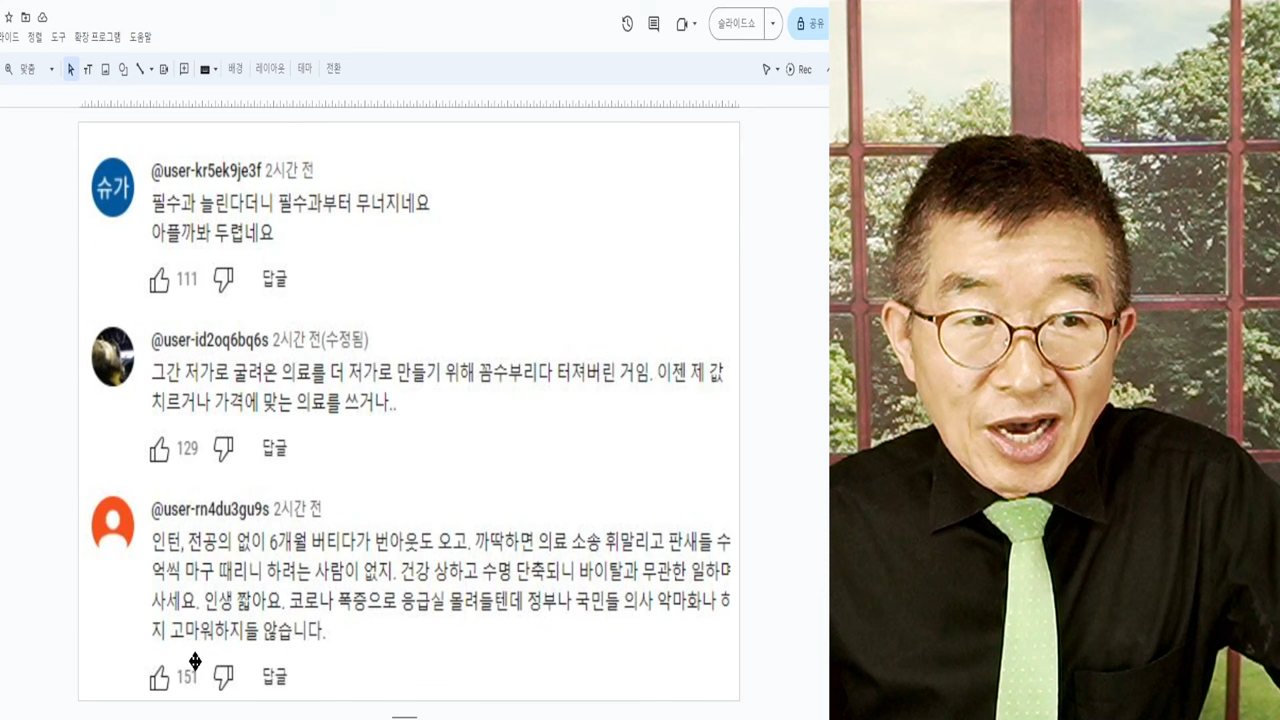 라이드 정렬 도구 확장 프로그램 도움말
슬라이드쇼
공유
맞춤
배경 레이아웃 테마 전환
Rec
슈가
@user-kr5ek9je3f 2시간 전
필수과 늘린다더니 필수과부터 무너지네요
아플까봐 두렵네요
111 답글
@user-id2oq6bq6s 2시간 전(수정됨)
그간 저가로 굴려온 의료를 더 저가로 만들기 위해 꼼수부리다 터져버린 거임. 이젠 제 값
치르거나 가격에 맞는 의료를 쓰거나..
129 답글
@user-rn4du3gu9s 2시간 전
인턴, 전공의 없이 6개월 버티다가 번아웃도 오고. 까딱하면 의료 소송 휘말리고 판새들 수
억씩 마구 때리니 하려는 사람이 없지. 건강 상하고 수명 단축되니 바이탈과 무관한 일하며
사세요. 인생 짧아요. 코로나 폭증으로 응급실 몰려들텐데 정부나 국민들 의사 악마화나 하
지 고마워하지들 않습니다.
151 답글